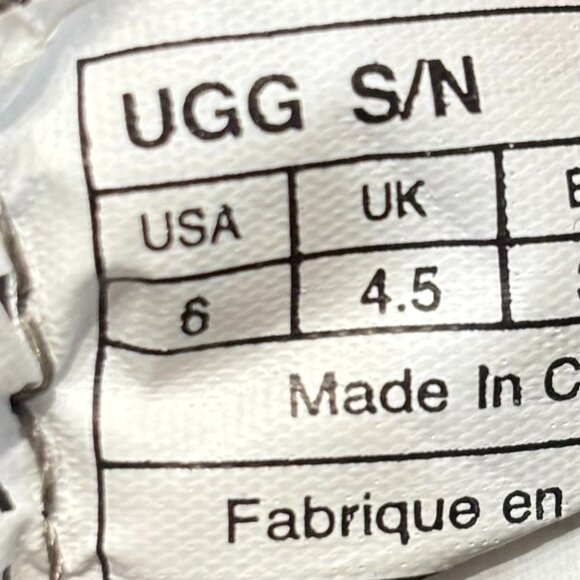 UGG S/N
USA UK E
6 4.5
Made In C
Fabrique en